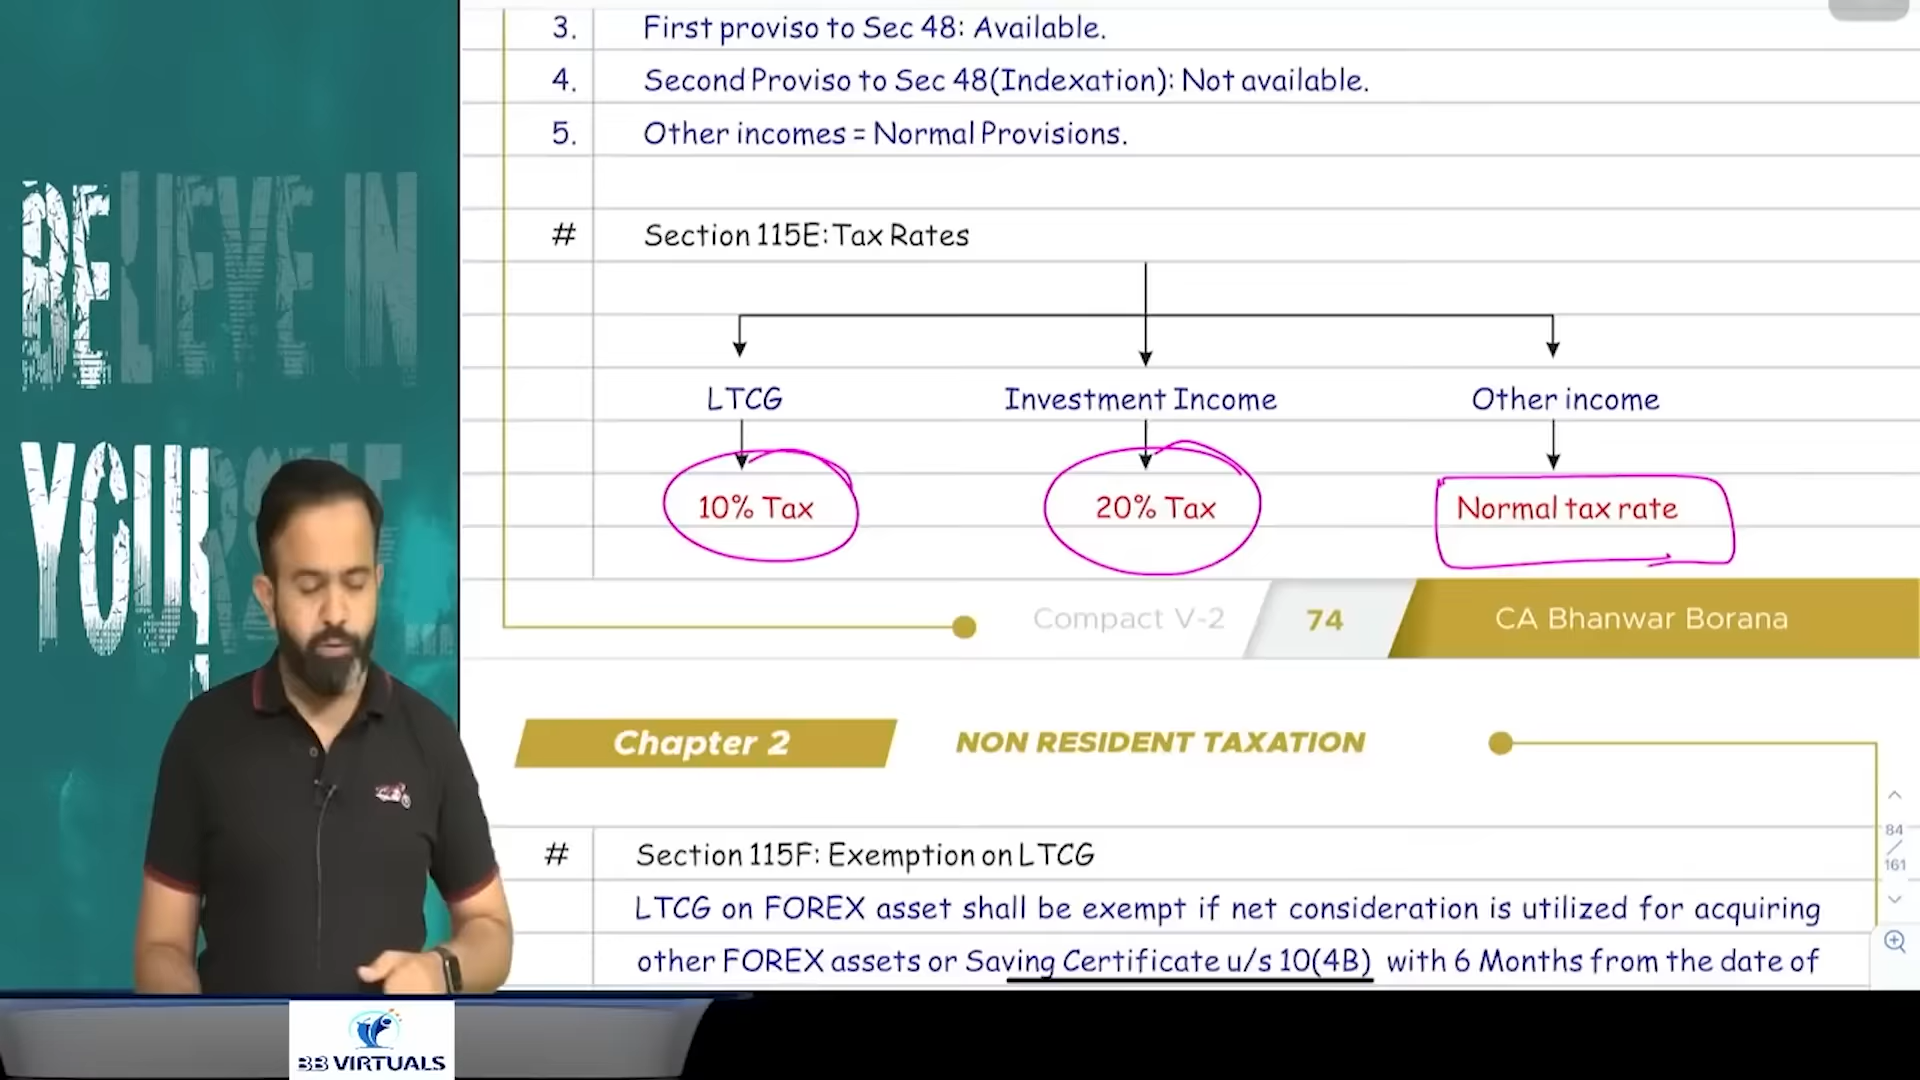 BELIEVE IN
3. First proviso to Sec 48: Available.
4. Second Proviso to Sec 48(Indexation): Not available.
5. Other incomes = Normal Provisions.
# Section 115E: Tax Rates
LTCG Investment Income Other income
10% Tax 20% Tax Normal tax rate
Compact V-2 74 CA Bhanwar Borana
Chapter 2 NON RESIDENT TAXATION
# Section 115F: Exemption on LTCG
LTCG on FOREX asset shall be exempt if net consideration is utilized for acquiring
other FOREX assets or Saving Certificate u/s 10(4B) with 6 Months from the date of
84
/
161
BB VIRTUALS